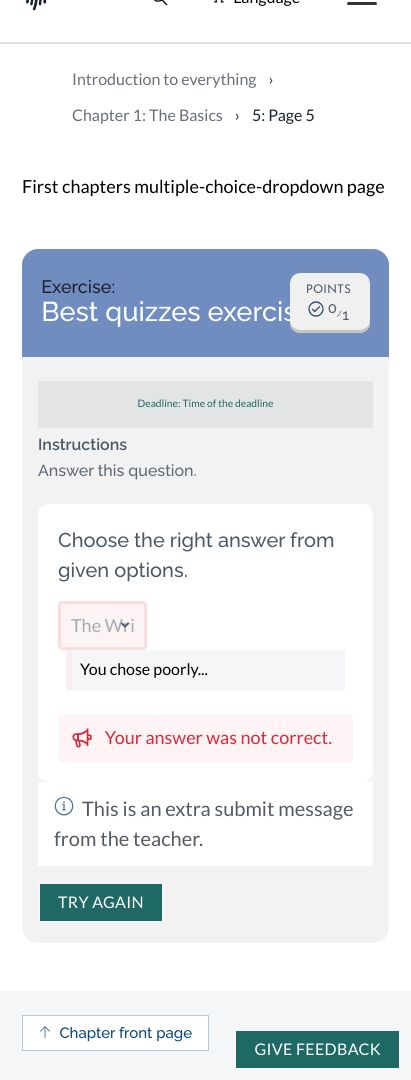 Language
Introduction to everything ›
Chapter 1: The Basics › 5: Page 5
First chapters multiple-choice-dropdown page
Exercise:
Best quizzes exercis
POINTS
0/1
Deadline: Time of the deadline
Instructions
Answer this question.
Choose the right answer from
given options.
The W i
You chose poorly...
Your answer was not correct.
This is an extra submit message
from the teacher.
TRY AGAIN
↑ Chapter front page
GIVE FEEDBACK